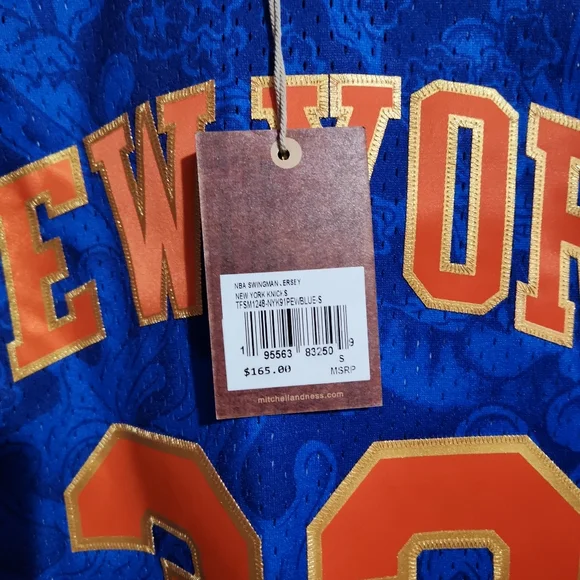 EW YOR
NBA SWINGMAN JERSEY
NEW YORK KNICKS
TFSM1248-NYK91PEWBLUE-S
1 95563 83250 9
S
$165.00 MSRP
mitchellandness.com